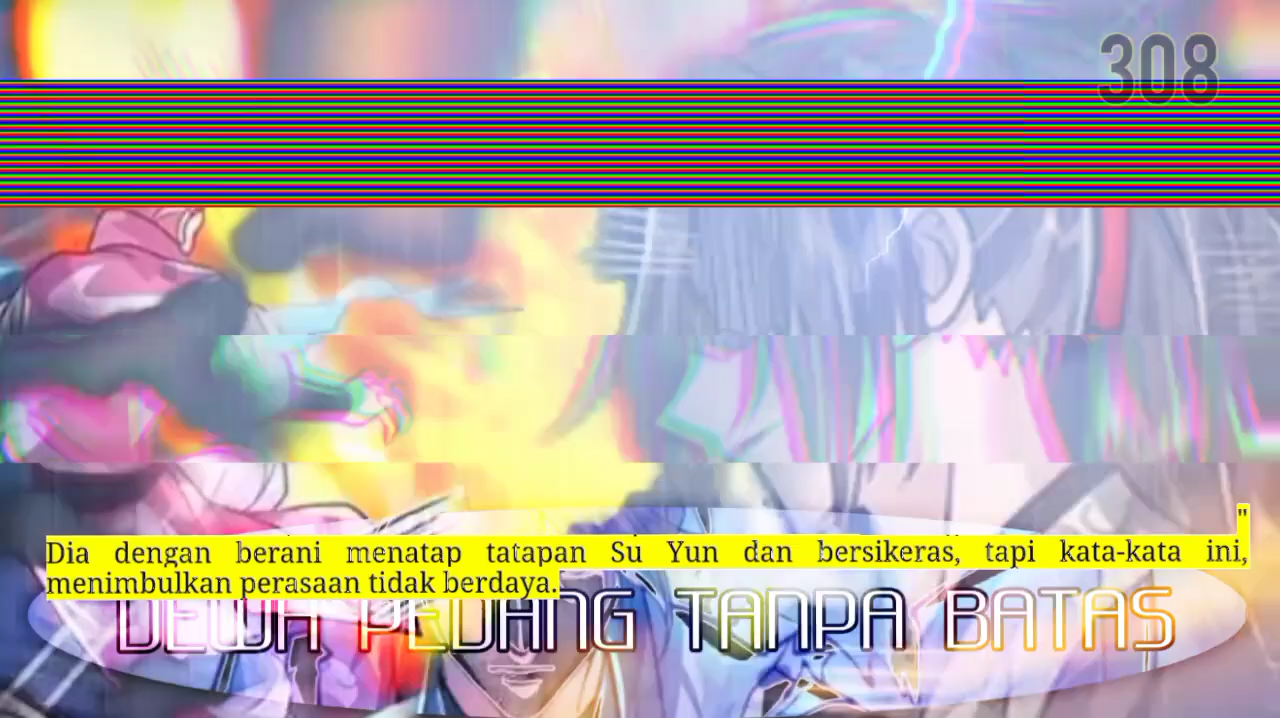 308
"
Dia dengan berani menatap tatapan Su Yun dan bersikeras, tapi kata-kata ini,
menimbulkan perasaan tidak berdaya.
DEWA PEDANG TANPA BATAS